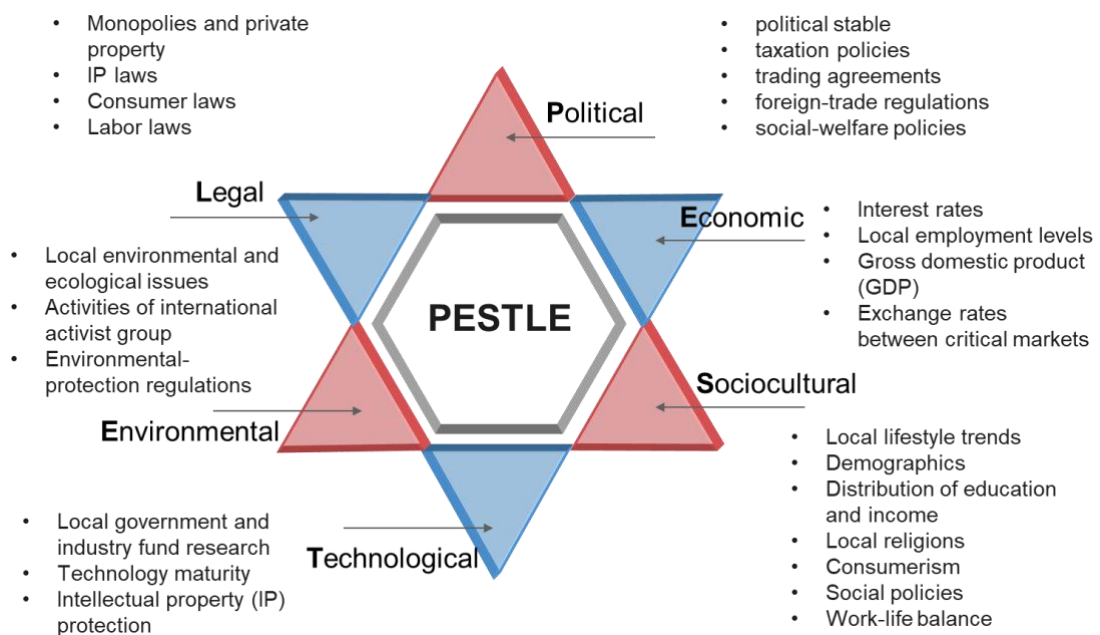 • Monopolies and private
property
• IP laws
• Consumer laws
• Labor laws
Political
• political stable
• taxation policies
• trading agreements
• foreign-trade regulations
• social-welfare policies
Legal
Economic
• Interest rates
• Local employment levels
• Gross domestic product
(GDP)
• Exchange rates
between critical markets
• Local environmental and
ecological issues
• Activities of international
activist group
• Environmental-
protection regulations
PESTLE
Environmental
Sociocultural
• Local lifestyle trends
• Demographics
• Distribution of education
and income
• Local religions
• Consumerism
• Social policies
• Work-life balance
• Local government and
industry fund research
• Technology maturity
• Intellectual property (IP)
protection
Technological